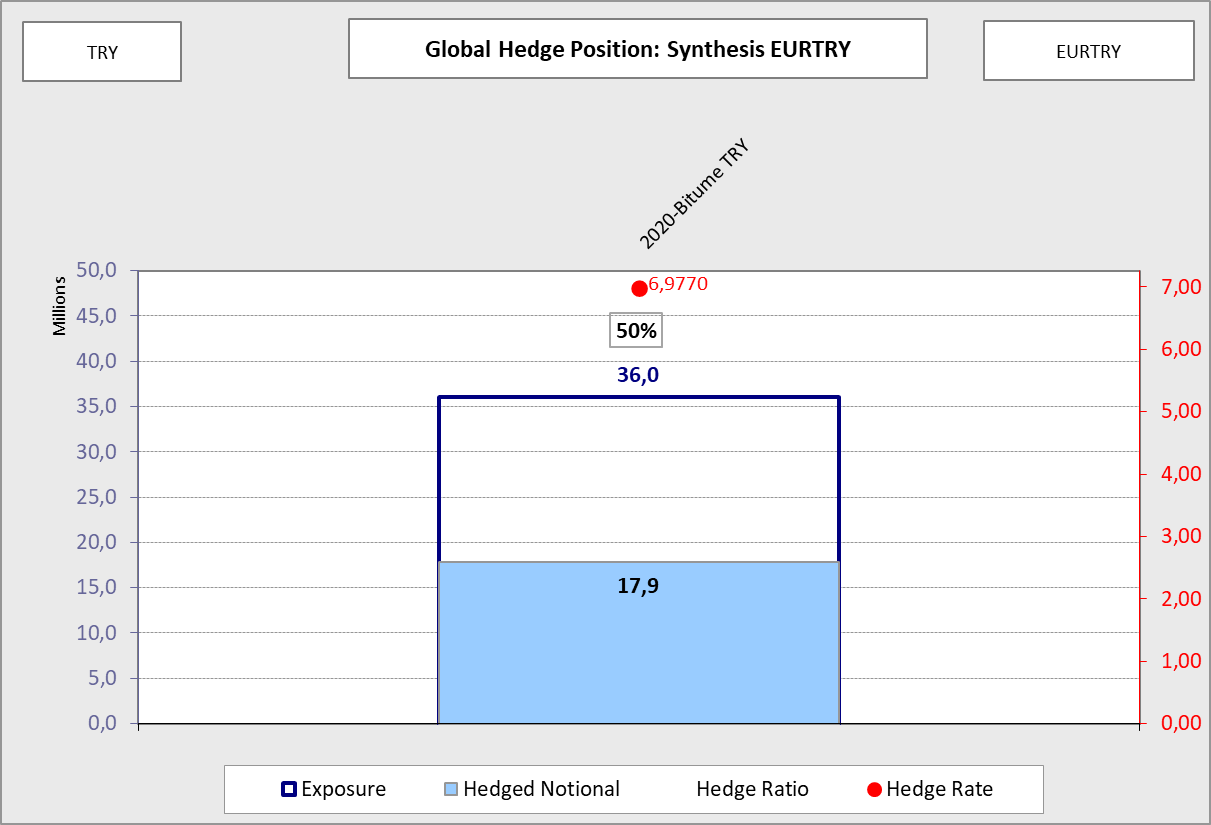 TRY
Global Hedge Position: Synthesis EURTRY
EURTRY
2020-Bitume TRY
Millions
50,0
45,0
40,0
35,0
30,0
25,0
20,0
15,0
10,0
5,0
0,0
6,9770
50%
36,0
17,9
7,00
6,00
5,00
4,00
3,00
2,00
1,00
0,00
Exposure
Hedged Notional
Hedge Ratio
Hedge Rate